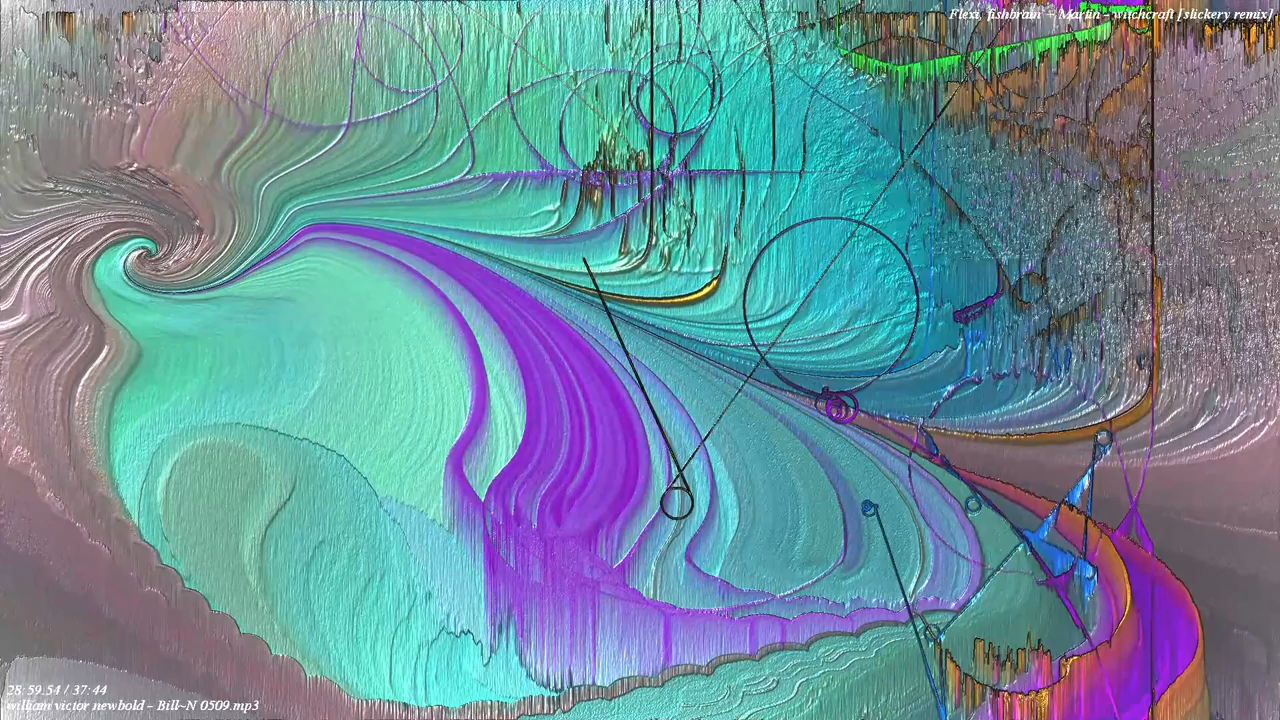 Flexi, fishbrain + Martin - witchcraft [slickery remix]
28:59.54 / 37:44
william victor newbold - Bill~N 0509.mp3